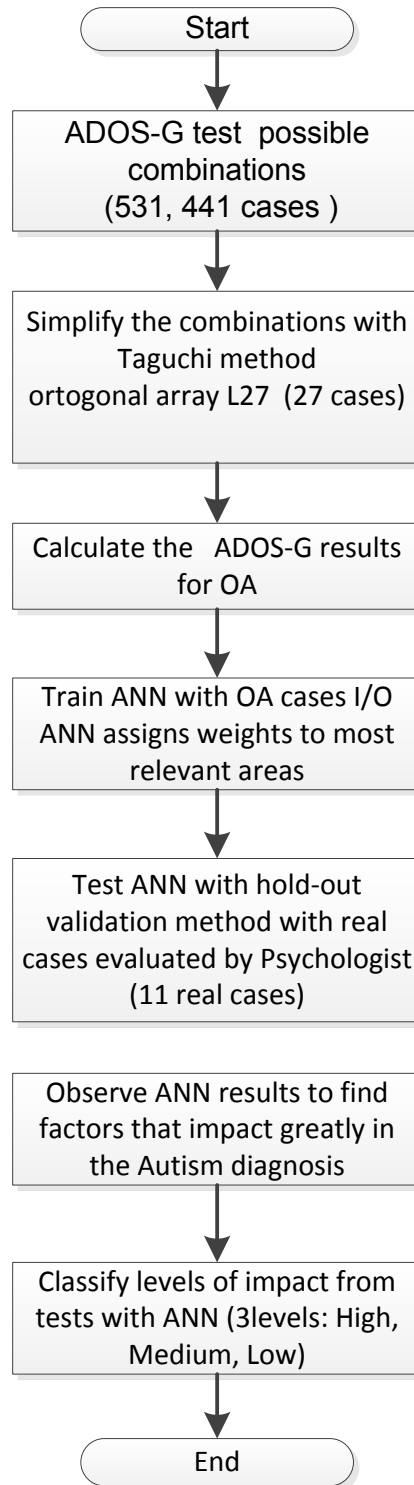 Start
ADOS-G test possible
combinations
(531, 441 cases )
Simplify the combinations with
Taguchi method
ortogonal array L27 (27 cases)
Calculate the ADOS-G results
for OA
Train ANN with OA cases I/O
ANN assigns weights to most
relevant areas
Test ANN with hold-out
validation method with real
cases evaluated by Psychologist
(11 real cases)
Observe ANN results to find
factors that impact greatly in
the Autism diagnosis
Classify levels of impact from
tests with ANN (3levels: High,
Medium, Low)
End